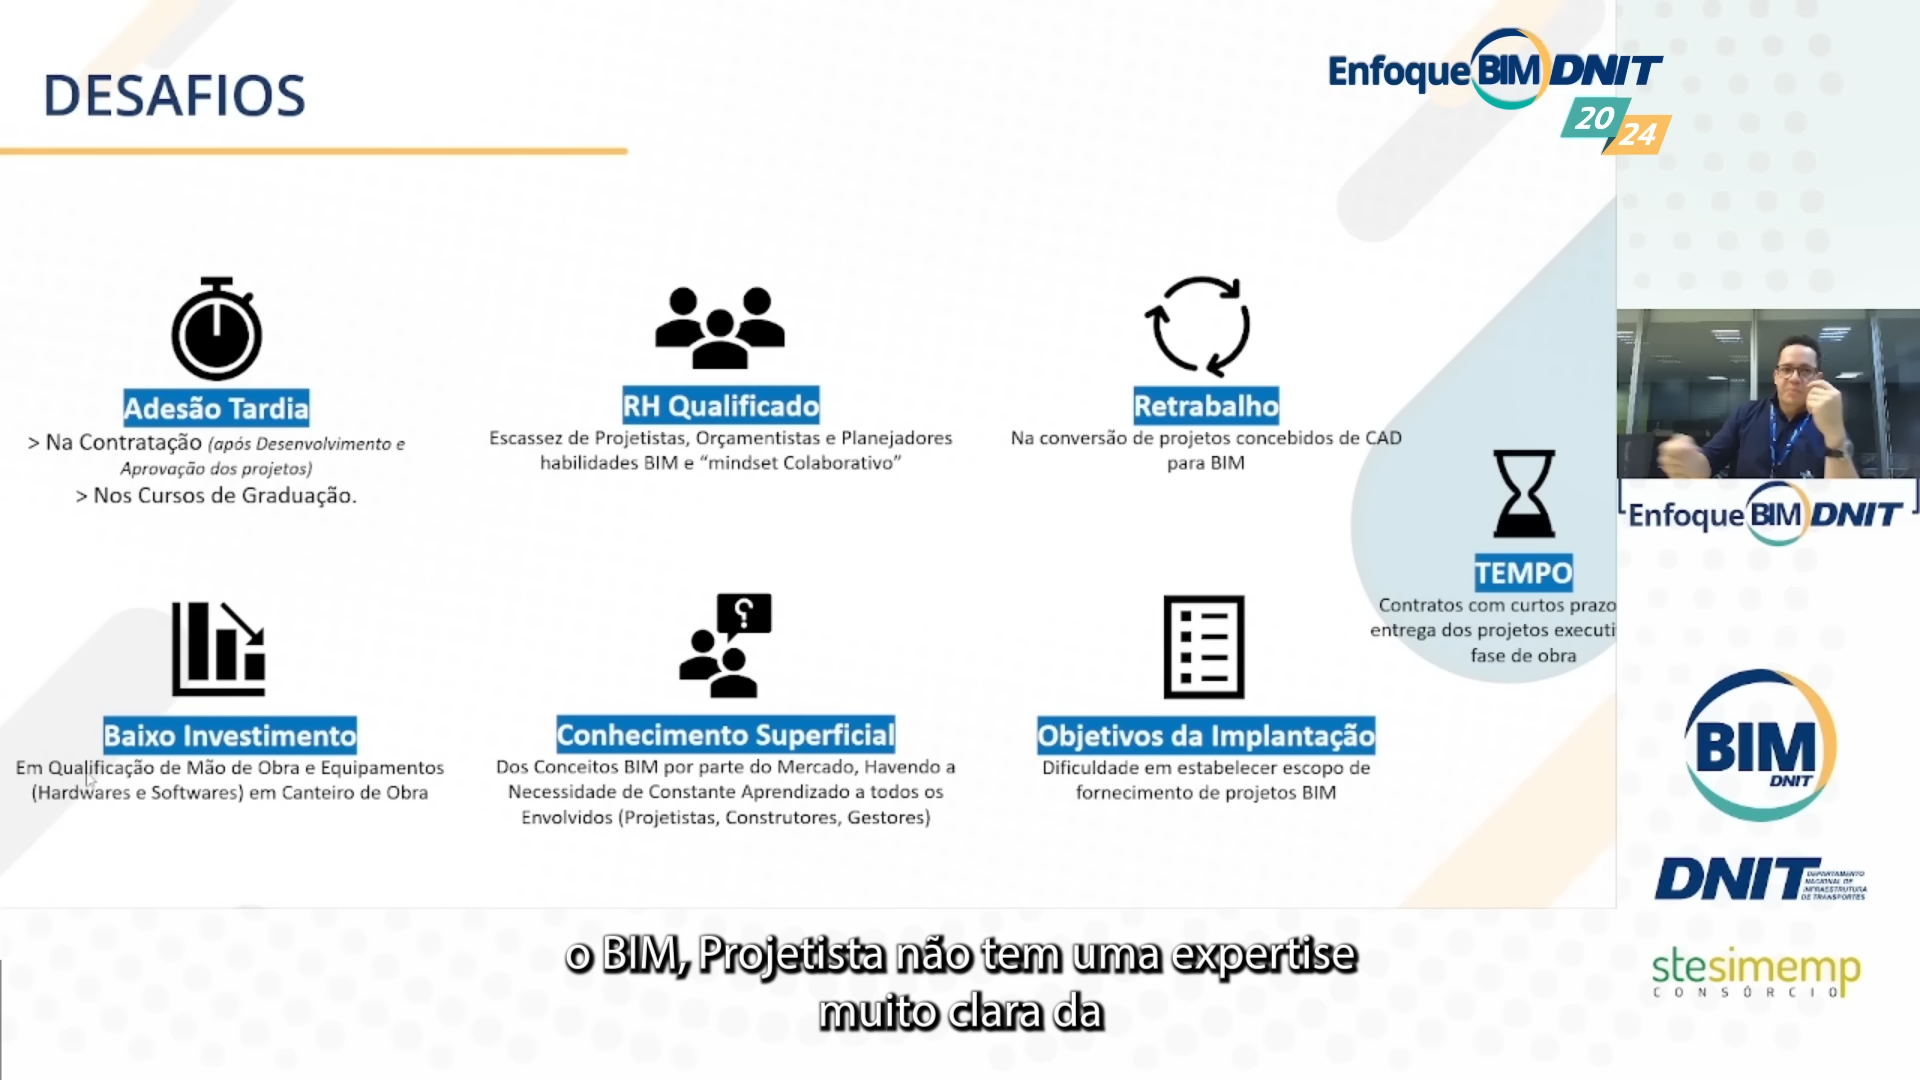 DESAFIOS
Enfoque BIM DNIT
20
24
Adesão Tardia
> Na Contratação (após Desenvolvimento e
Aprovação dos projetos)
> Nos Cursos de Graduação.
RH Qualificado
Escassez de Projetistas, Orçamentistas e Planejadores
habilidades BIM e “mindset Colaborativo”
Retrabalho
Na conversão de projetos concebidos de CAD
para BIM
TEMPO
Contratos com curtos prazo
entrega dos projetos executi
fase de obra
Baixo Investimento
Em Qualificação de Mão de Obra e Equipamentos
(Hardwares e Softwares) em Canteiro de Obra
?
Conhecimento Superficial
Dos Conceitos BIM por parte do Mercado, Havendo a
Necessidade de Constante Aprendizado a todos os
Envolvidos (Projetistas, Construtores, Gestores)
Objetivos da Implantação
Dificuldade em estabelecer escopo de
fornecimento de projetos BIM
Enfoque BIM DNIT
BIM
DNIT
DNIT
DEPARTAMENTO
NACIONAL DE
INFRAESTRUTURA
DE TRANSPORTES
stesimemp
CONSÓRCIO
o BIM, Projetista não tem uma expertise
muito clara da